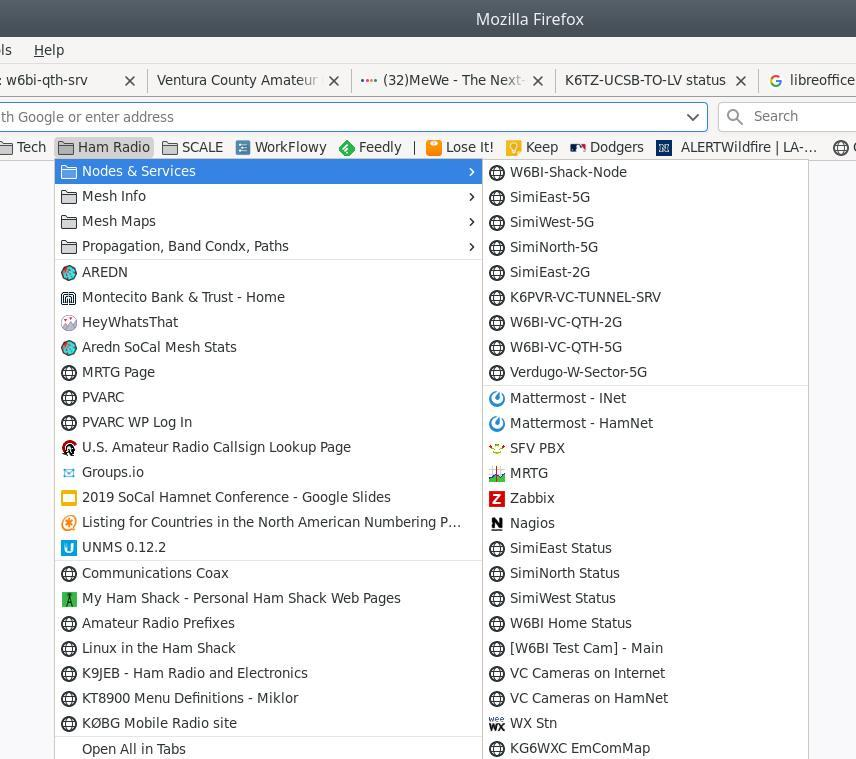 Mozilla Firefox
ls Help
: w6bi-qth-srv
Ventura County Amateur
(32)MeWe - The Next-
K6TZ-UCSB-TO-LV status
libreoffice
th Google or enter address
Search
Tech
Ham Radio
SCALE
WorkFlowy
Feedly
|
Lose It!
Keep
Dodgers
ALERTWildfire | LA-...
Nodes & Services
Mesh Info
Mesh Maps
Propagation, Band Condx, Paths
AREDN
Montecito Bank & Trust - Home
HeyWhatsThat
Aredn SoCal Mesh Stats
MRTG Page
PVARC
PVARC WP Log In
U.S. Amateur Radio Callsign Lookup Page
Groups.io
2019 SoCal Hamnet Conference - Google Slides
Listing for Countries in the North American Numbering P...
UNMS 0.12.2
Communications Coax
My Ham Shack - Personal Ham Shack Web Pages
Amateur Radio Prefixes
Linux in the Ham Shack
K9JEB - Ham Radio and Electronics
KT8900 Menu Definitions - Miklor
KØBG Mobile Radio site
Open All in Tabs
W6BI-Shack-Node
SimiEast-5G
SimiWest-5G
SimiNorth-5G
SimiEast-2G
K6PVR-VC-TUNNEL-SRV
W6BI-VC-QTH-2G
W6BI-VC-QTH-5G
Verdugo-W-Sector-5G
Mattermost - INet
Mattermost - HamNet
SFV PBX
MRTG
Zabbix
Nagios
SimiEast Status
SimiNorth Status
SimiWest Status
W6BI Home Status
[W6BI Test Cam] - Main
VC Cameras on Internet
VC Cameras on HamNet
WX Stn
KG6WXC EmComMap